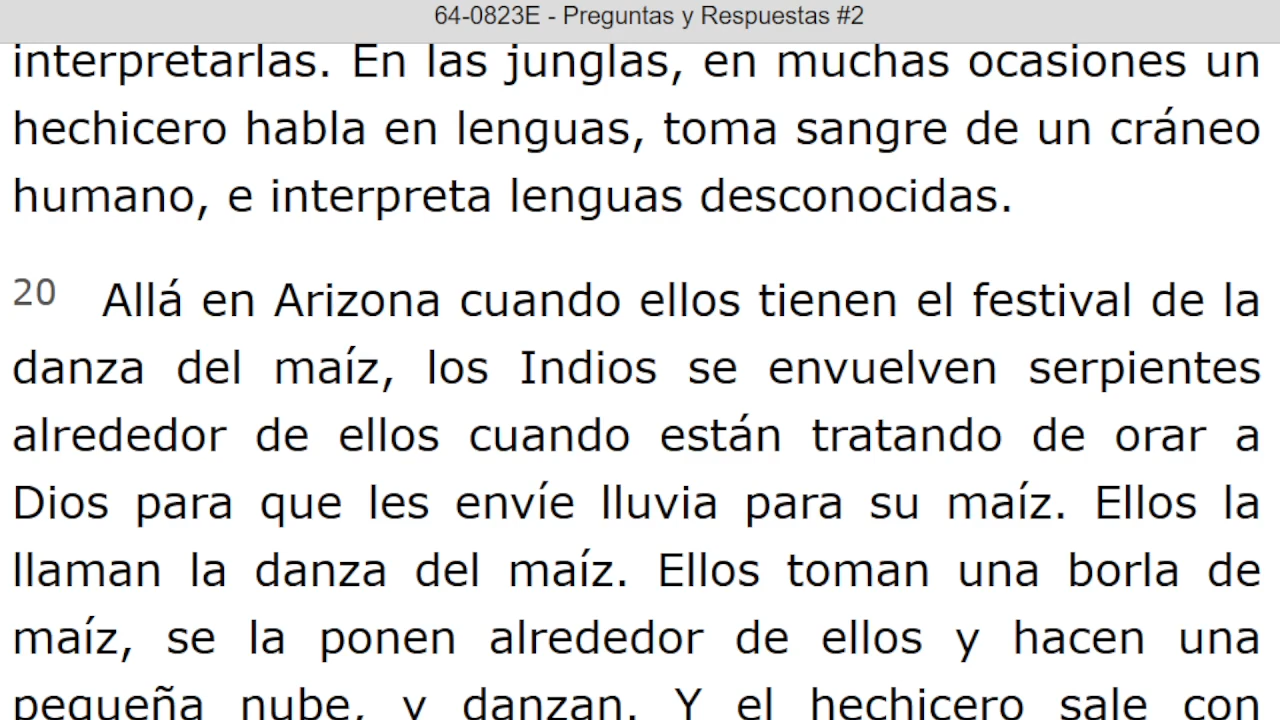 64-0823E - Preguntas y Respuestas #2
interpretarlas. En las junglas, en muchas ocasiones un
hechicero habla en lenguas, toma sangre de un cráneo
humano, e interpreta lenguas desconocidas.
20 Allá en Arizona cuando ellos tienen el festival de la
danza del maíz, los Indios se envuelven serpientes
alrededor de ellos cuando están tratando de orar a
Dios para que les envíe lluvia para su maíz. Ellos la
llaman la danza del maíz. Ellos toman una borla de
maíz, se la ponen alrededor de ellos y hacen una
pequeña nube, y danzan. Y el hechicero sale con